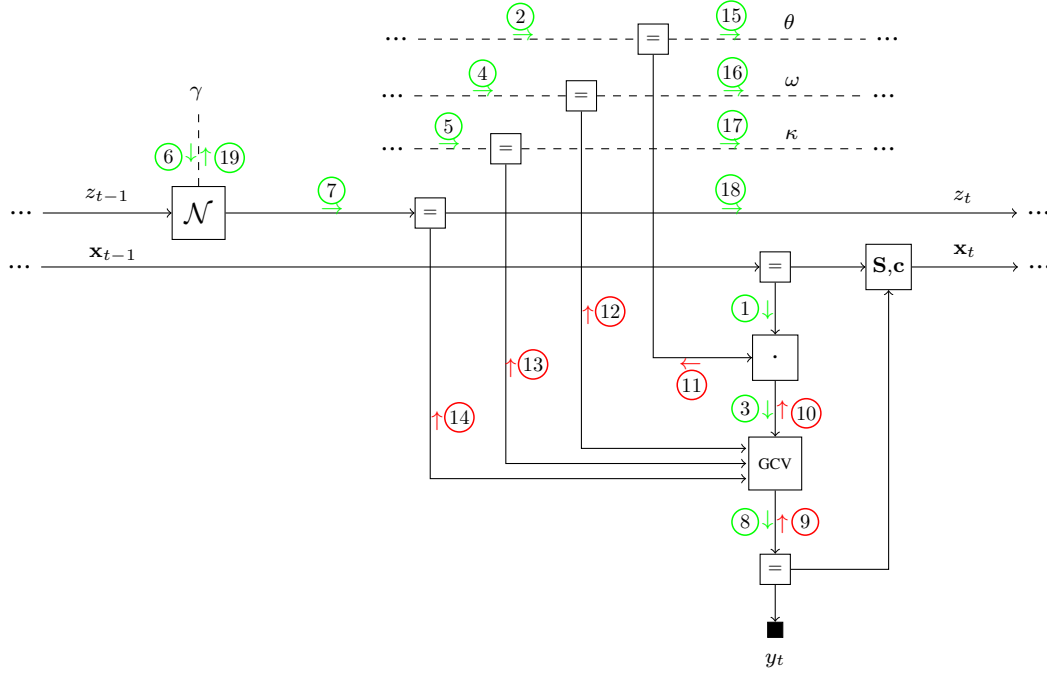 2 15 θ
... = ...
4 16 ω
... = ...
γ 5 17 κ
... = ...
6 19
z_{t-1} 7 18 z_t
... 𝒩 = ...
x_{t-1} x_t
... = S,c ...
1
12
·
13 11
14 3 10
GCV
8 9
=
y_t